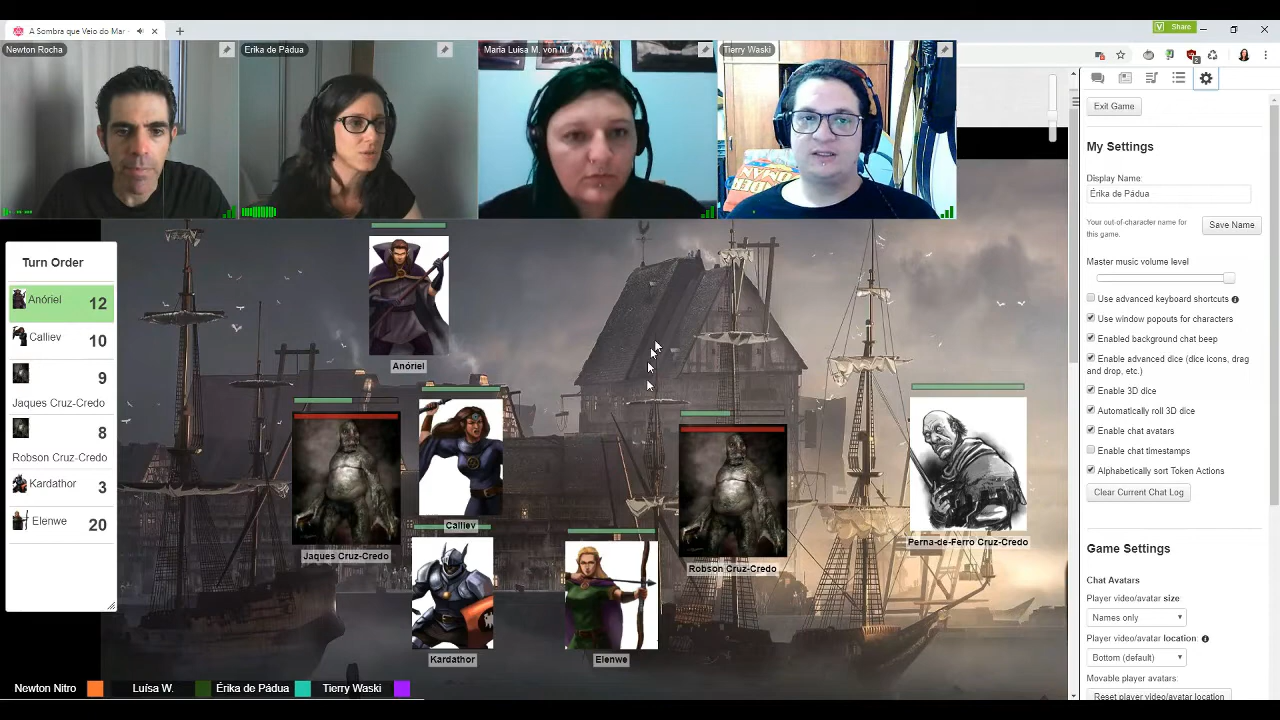 A Sombra que Veio do Mar
Share
Newton Rocha
Erika de Pádua
Maria Luisa M. von M.
Tierry Waski
WONDER
WOMAN
Exit Game
My Settings
Display Name:
Érika de Pádua
Your out-of-character name for
this game.
Save Name
Master music volume level
Use advanced keyboard shortcuts
Use window popouts for characters
Enabled background chat beep
Enable advanced dice (dice icons, drag
and drop, etc.)
Enable 3D dice
Automatically roll 3D dice
Enable chat avatars
Enable chat timestamps
Alphabetically sort Token Actions
Clear Current Chat Log
Game Settings
Chat Avatars
Player video/avatar size
Names only
Player video/avatar location:
Bottom (default)
Movable player avatars:
Reset player video/avatar location
Turn Order
Anóriel 12
Calliev 10
9
Jaques Cruz-Credo
8
Robson Cruz-Credo
Kardathor 3
Elenwe 20
Anóriel
Calliev
Jaques Cruz-Credo
Kardathor
Elenwe
Robson Cruz-Credo
Perna-de-Ferro Cruz-Credo
Newton Nitro
Luísa W.
Érika de Pádua
Tierry Waski